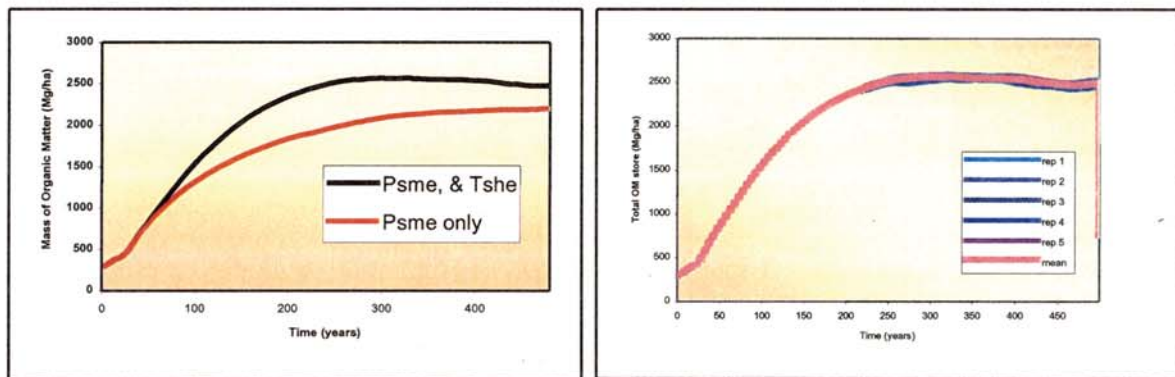 3000
2500
2000
1500
1000
500
0
Mass of Organic Matter (Mg/ha)
Psme, & Tshe
Psme only
0 100 200 300 400
Time (years)
3000
2500
2000
1500
1000
500
0
Total OM store (Mg/ha)
rep 1
rep 2
rep 3
rep 4
rep 5
mean
0 50 100 150 200 250 300 350 400 450
Time (years)